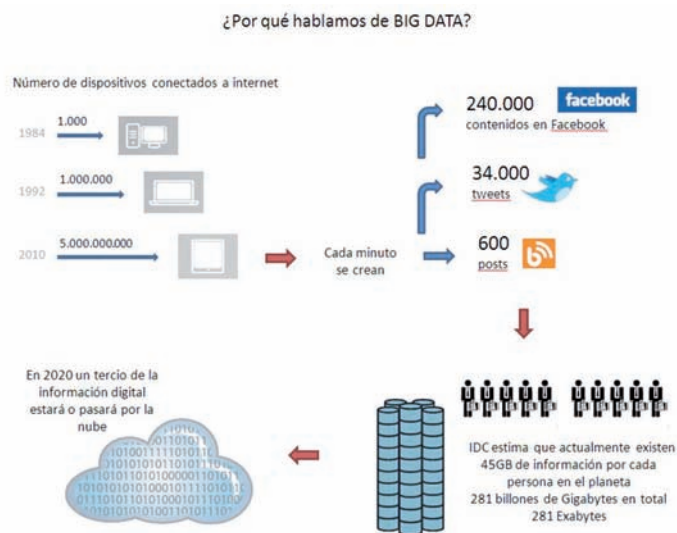 ¿Por qué hablamos de BIG DATA?
Número de dispositivos conectados a internet
1984
1.000
1992
1.000.000
2010
5.000.000.000
Cada minuto
se crean
240.000
facebook
contenidos en Facebook
34.000
tweets
600
posts
b
IDC estima que actualmente existen
45GB de información por cada
persona en el planeta
281 billones de Gigabytes en total
281 Exabytes
En 2020 un tercio de la
información digital
estará o pasará por la
nube